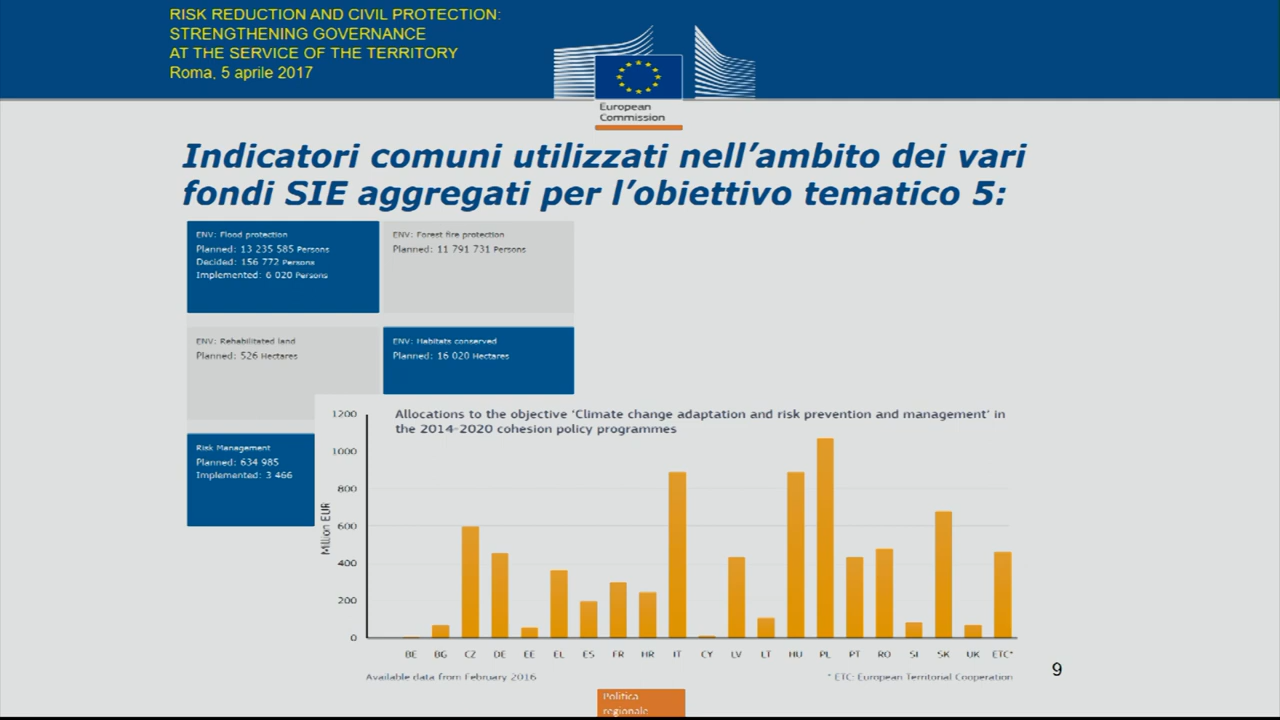 RISK REDUCTION AND CIVIL PROTECTION:
STRENGTHENING GOVERNANCE
AT THE SERVICE OF THE TERRITORY
Roma, 5 aprile 2017
European
Commission
Indicatori comuni utilizzati nell'ambito dei vari
fondi SIE aggregati per l'obiettivo tematico 5:
ENV: Flood protection
Planned: 13 235 585 Persons
Decided: 156 772 Persons
Implemented: 6 020 Persons
ENV: Forest fire protection
Planned: 11 791 731 Persons
ENV: Rehabilitated land
Planned: 526 Hectares
ENV: Habitats conserved
Planned: 16 020 Hectares
Risk Management
Planned: 634 985
Implemented: 3 466
Allocations to the objective 'Climate change adaptation and risk prevention and management' in
the 2014-2020 cohesion policy programmes
Million EUR
1200
1000
800
600
400
200
0
BE BG CZ DE EE EL ES FR HR IT CY LV LT HU PL PT RO SI SK UK ETC*
Available data from February 2016
* ETC: European Territorial Cooperation
9
Politica
regionale